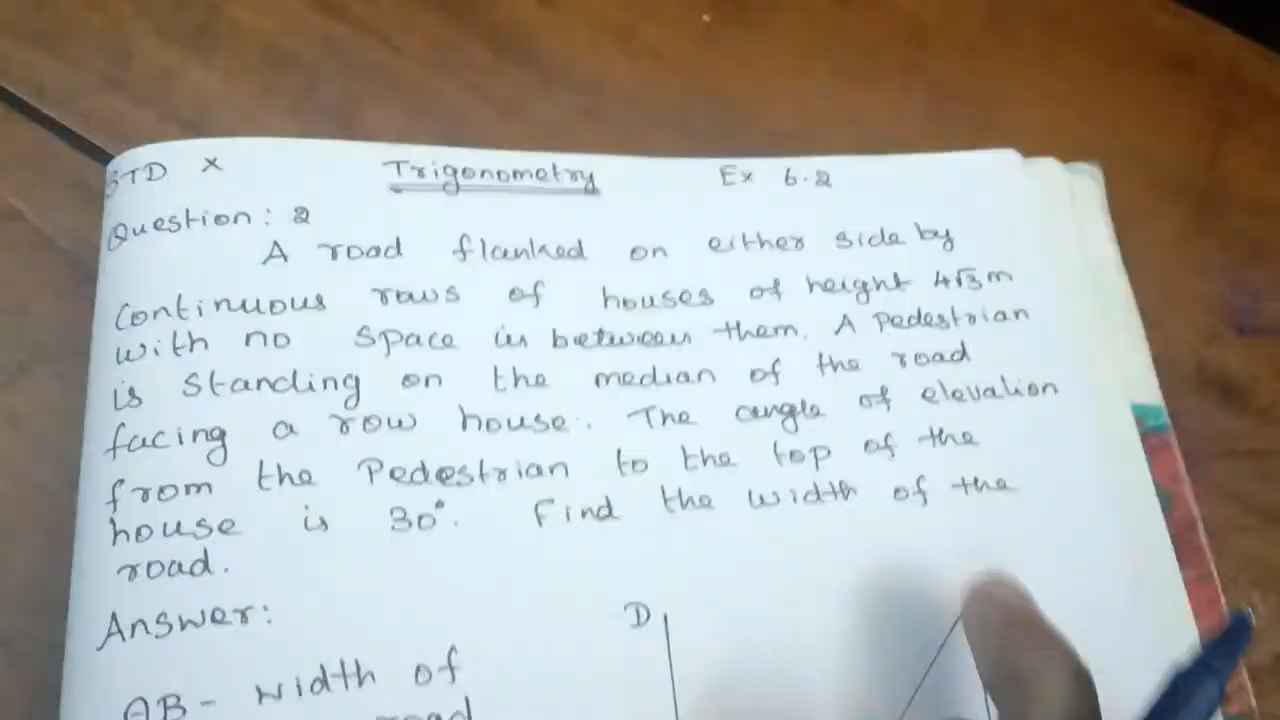 STD X Trigonometry Ex 6.2
Question: 2
A road flanked on either side by
continuous rows of houses of height 4√3 m
with no space in between them. A Pedestrian
is standing on the median of the road
facing a row house. The angle of elevation
from the Pedestrian to the top of the
house is 30°. Find the width of the
road.
Answer:
D
AB - width of
road